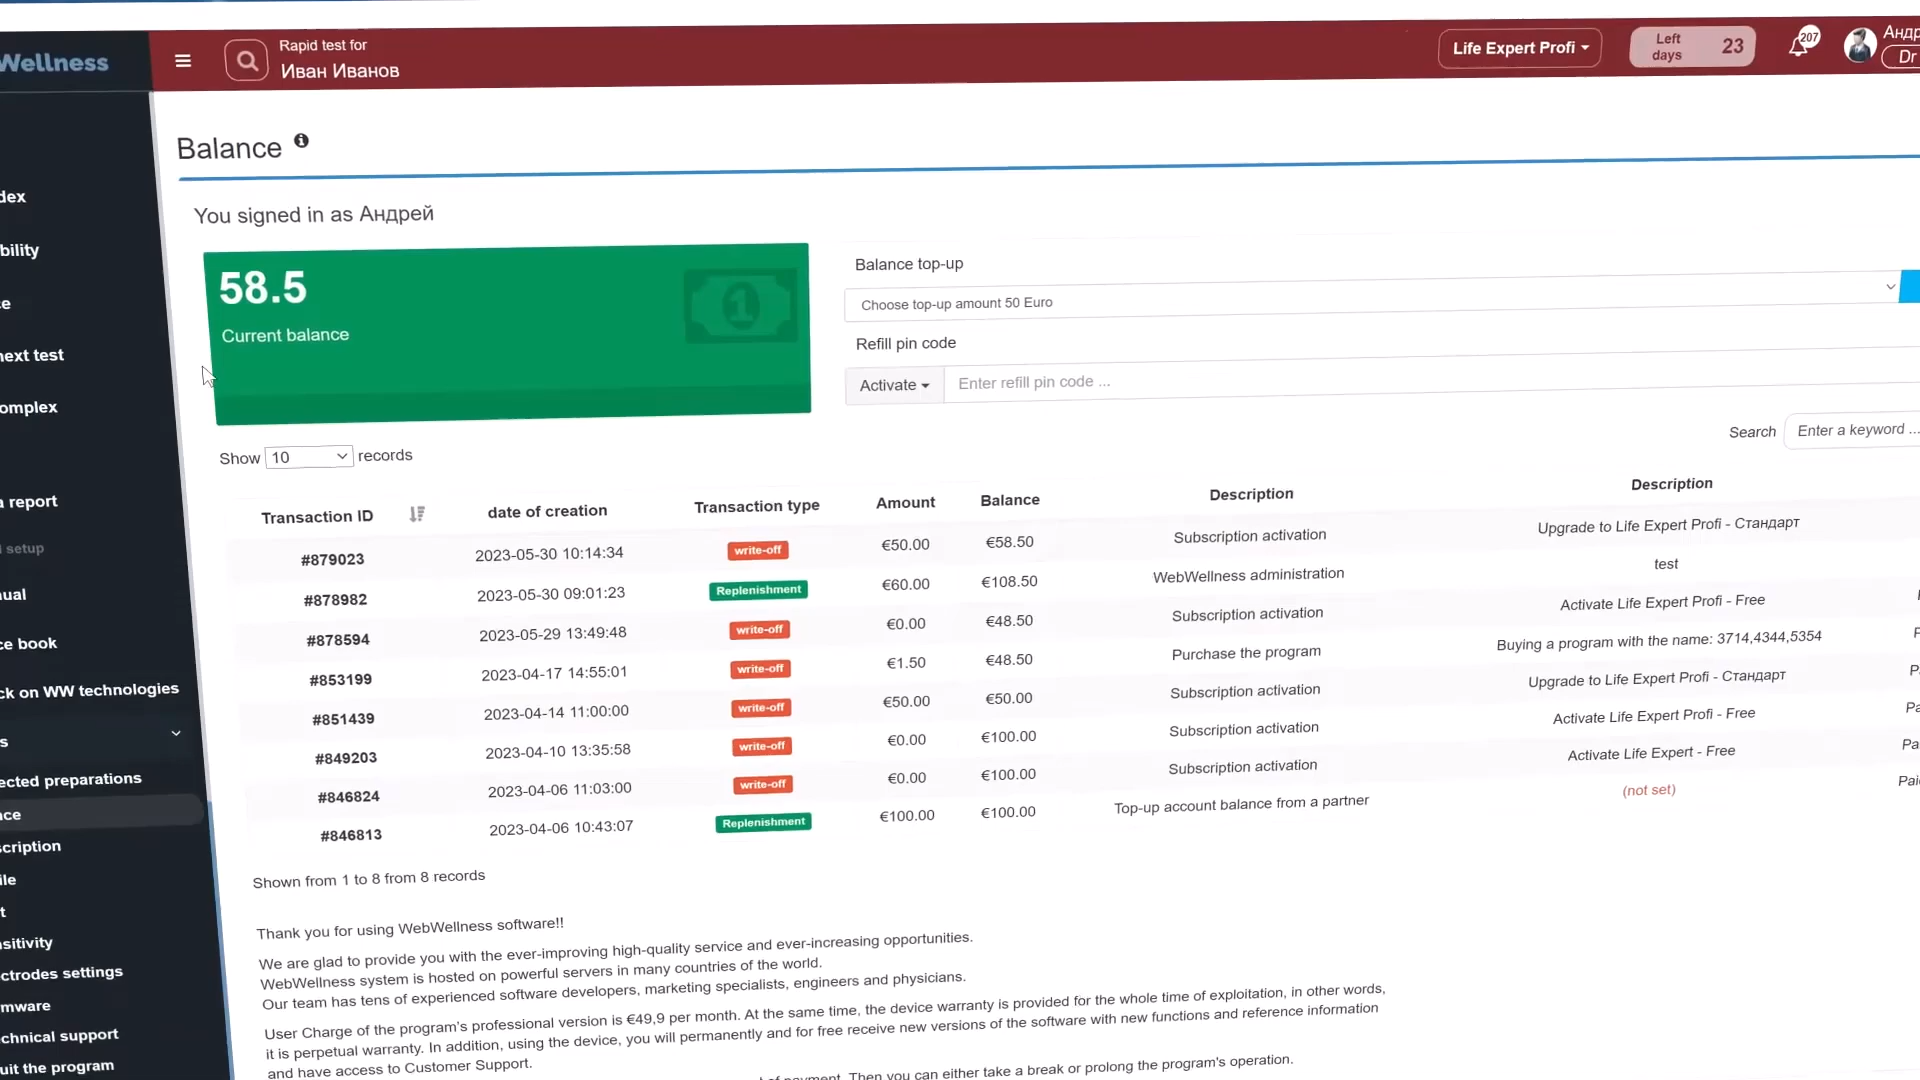 Wellness
Rapid test for
Иван Иванов
Life Expert Profi
Left
days
23
207
Dr
Balance
You signed in as Андрей
58.5
Current balance
Balance top-up
Choose top-up amount 50 Euro
Refill pin code
Activate
Enter refill pin code ...
Show 10 records
Search
Enter a keyword ...
Transaction ID date of creation Transaction type Amount Balance Description Description
#879023 2023-05-30 10:14:34 write-off €50.00 €58.50 Subscription activation Upgrade to Life Expert Profi - Стандарт
#878982 2023-05-30 09:01:23 Replenishment €60.00 €108.50 WebWellness administration test
#878594 2023-05-29 13:49:48 write-off €0.00 €48.50 Subscription activation Activate Life Expert Profi - Free
#853199 2023-04-17 14:55:01 write-off €1.50 €48.50 Purchase the program Buying a program with the name: 3714,4344,5354
#851439 2023-04-14 11:00:00 write-off €50.00 €50.00 Subscription activation Upgrade to Life Expert Profi - Стандарт
#849203 2023-04-10 13:35:58 write-off €0.00 €100.00 Subscription activation Activate Life Expert Profi - Free
#846824 2023-04-06 11:03:00 write-off €0.00 €100.00 Subscription activation Activate Life Expert - Free
#846813 2023-04-06 10:43:07 Replenishment €100.00 €100.00 Top-up account balance from a partner (not set)
Shown from 1 to 8 from 8 records
Thank you for using WebWellness software!!
We are glad to provide you with the ever-improving high-quality service and ever-increasing opportunities.
WebWellness system is hosted on powerful servers in many countries of the world.
Our team has tens of experienced software developers, marketing specialists, engineers and physicians.
User Charge of the program's professional version is €49,9 per month. At the same time, the device warranty is provided for the whole time of exploitation, in other words,
it is perpetual warranty. In addition, using the device, you will permanently and for free receive new versions of the software with new functions and reference information
and have access to Customer Support.
of payment. Then you can either take a break or prolong the program's operation.
dex
bility
next test
omplex
a report
setup
ual
ce book
ck on WW technologies
ected preparations
nce
cription
ile
nsitivity
ctrodes settings
mware
chnical support
uit the program